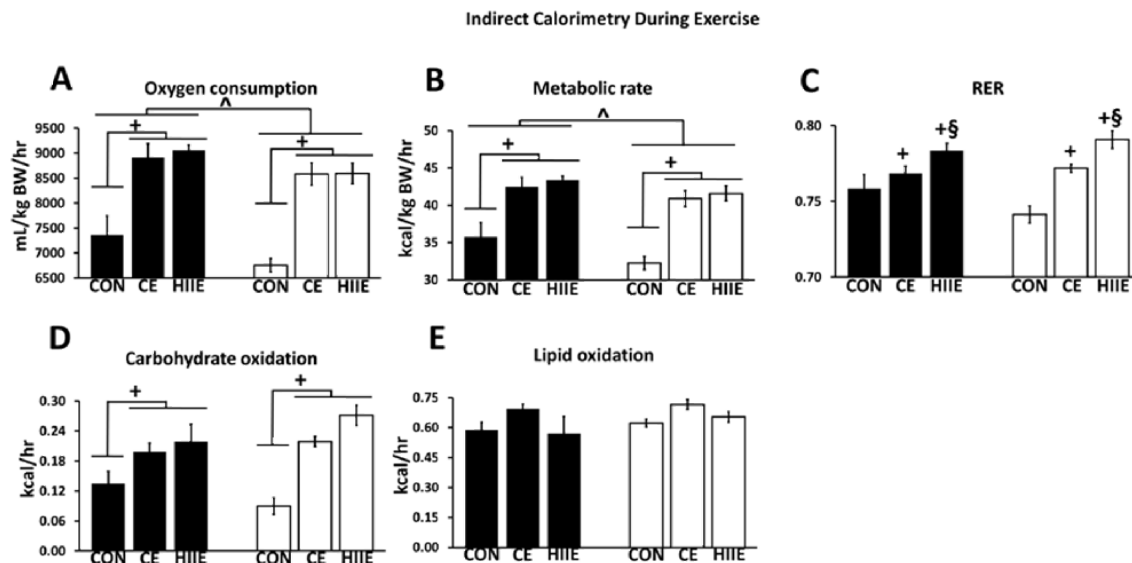 Indirect Calorimetry During Exercise
A
Oxygen consumption
^
+
+
mL/kg BW/hr
9500
9000
8500
8000
7500
7000
6500
CON CE HIIE
CON CE HIIE
B
Metabolic rate
^
+
+
kcal/kg BW/hr
50
45
40
35
30
CON CE HIIE
CON CE HIIE
C
RER
+ +§
+ +§
0.80
0.75
0.70
CON CE HIIE
CON CE HIIE
D
Carbohydrate oxidation
+
+
kcal/hr
0.30
0.24
0.18
0.12
0.06
0.00
CON CE HIIE
CON CE HIIE
E
Lipid oxidation
kcal/hr
0.75
0.60
0.45
0.30
0.15
0.00
CON CE HIIE
CON CE HIIE